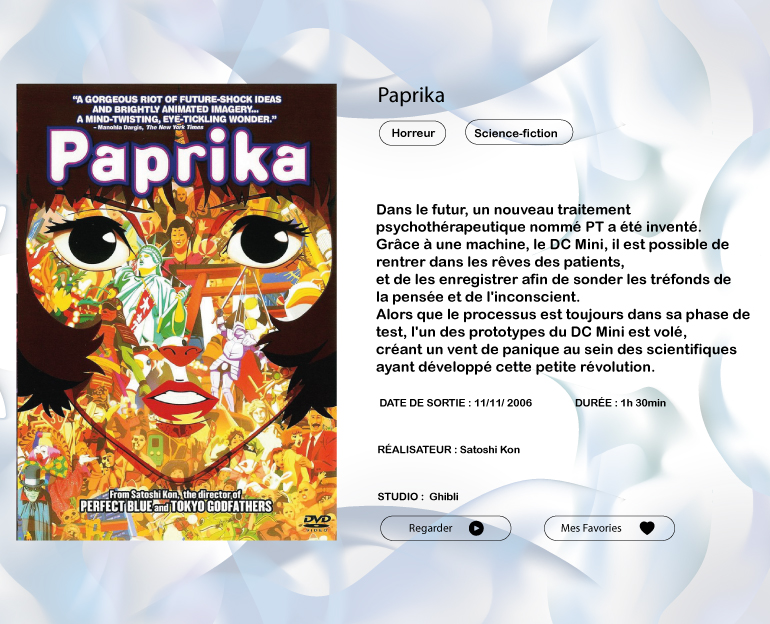 "A GORGEOUS RIOT OF FUTURE-SHOCK IDEAS
AND BRIGHTLY ANIMATED IMAGERY...
A MIND-TWISTING, EYE-TICKLING WONDER."
- Manohla Dargis, The New York Times
Paprika
From Satoshi Kon, the director of
PERFECT BLUE and TOKYO GODFATHERS
DVD
VIDEO
Paprika
Horreur
Science-fiction
Dans le futur, un nouveau traitement
psychothérapeutique nommé PT a été inventé.
Grâce à une machine, le DC Mini, il est possible de
rentrer dans les rêves des patients,
et de les enregistrer afin de sonder les tréfonds de
la pensée et de l'inconscient.
Alors que le processus est toujours dans sa phase de
test, l'un des prototypes du DC Mini est volé,
créant un vent de panique au sein des scientifiques
ayant développé cette petite révolution.
DATE DE SORTIE : 11/11/ 2006
DURÉE : 1h 30min
RÉALISATEUR : Satoshi Kon
STUDIO : Ghibli
Regarder
Mes Favories